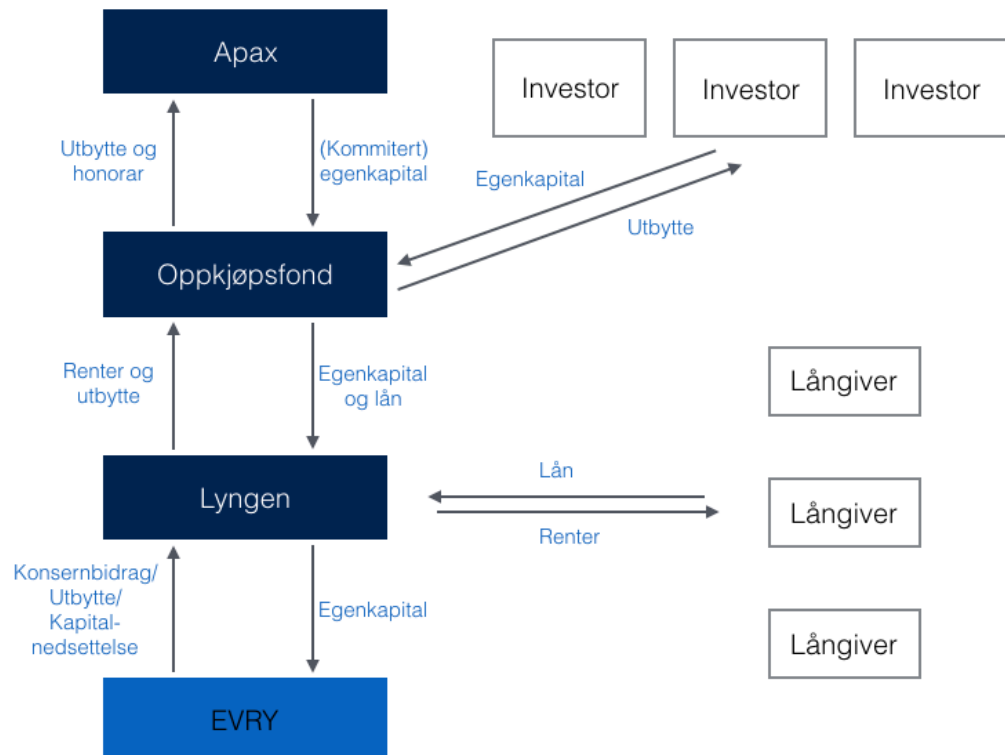 Apax
Investor
Investor
Investor
Utbytte og
honorar
(Kommitert)
egenkapital
Egenkapital
Utbytte
Oppkjøpsfond
Renter og
utbytte
Egenkapital
og lån
Långiver
Lyngen
Lån
Renter
Långiver
Konsernbidrag/
Utbytte/
Kapital-
nedsettelse
Egenkapital
Långiver
EVRY